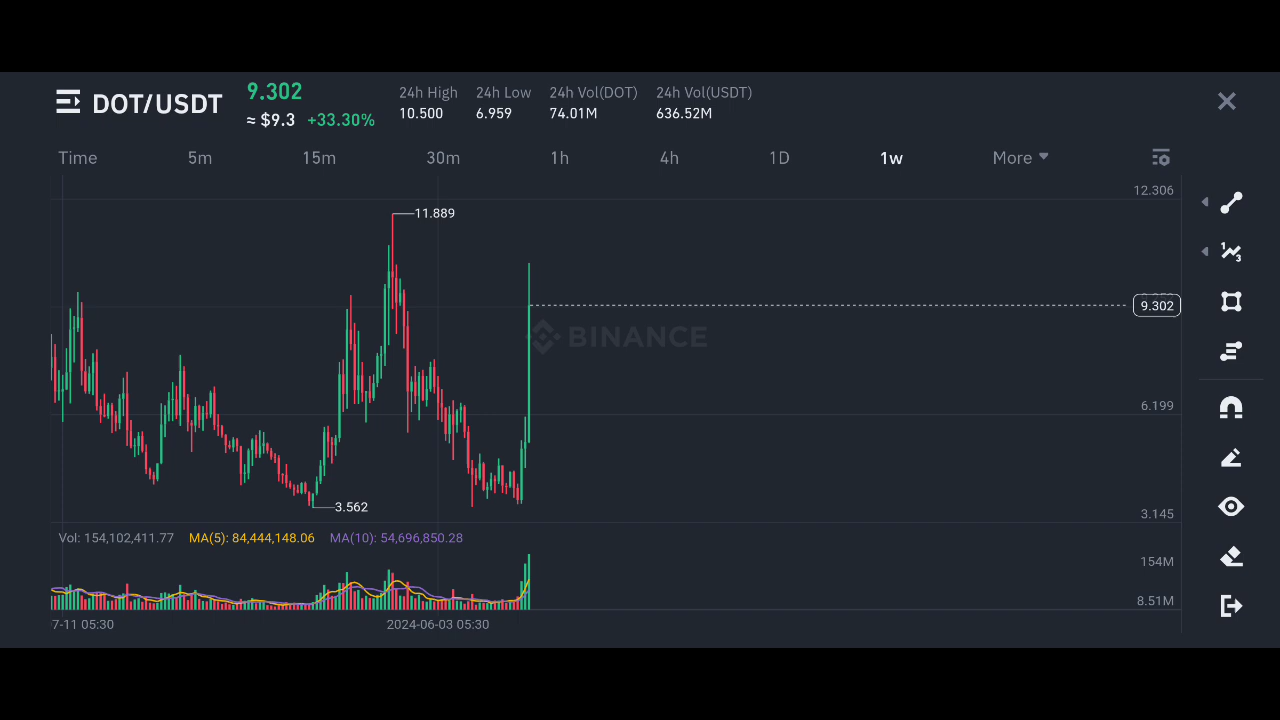 DOT/USDT
9.302
≈ $9.3 +33.30%
24h High 24h Low 24h Vol(DOT) 24h Vol(USDT)
10.500 6.959 74.01M 636.52M
Time 5m 15m 30m 1h 4h 1D 1w More
12.306
11.889
9.302
BINANCE
6.199
3.562
3.145
Vol: 154,102,411.77 MA(5): 84,444,148.06 MA(10): 54,696,850.28
154M
8.51M
7-11 05:30 2024-06-03 05:30